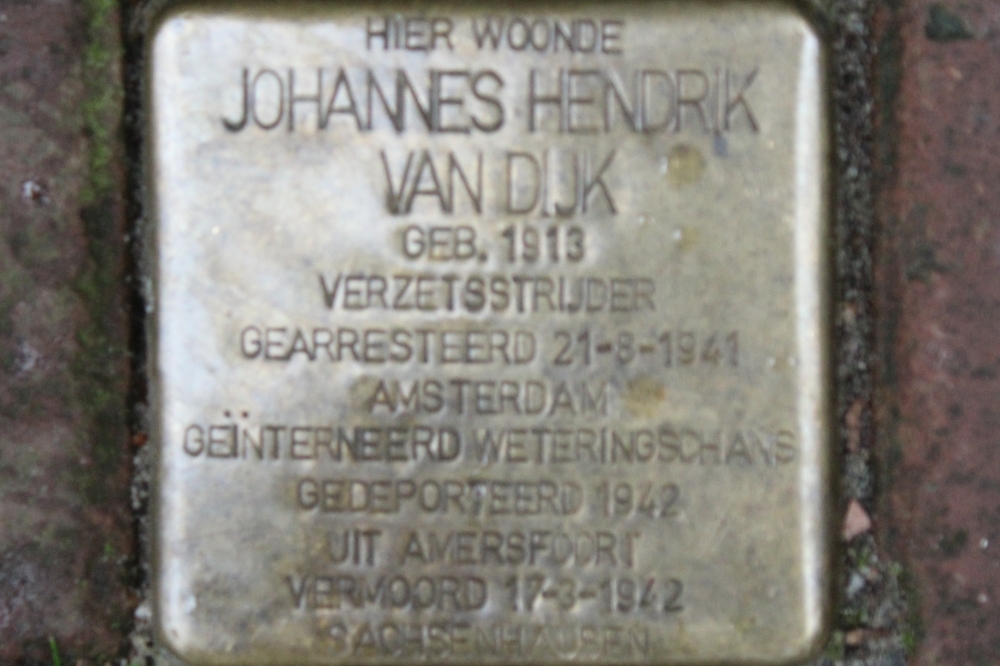 HIER WOONDE
JOHANNES HENDRIK
VAN DIJK
GEB. 1913
VERZETSSTRIJDER
GEARRESTEERD 21-8-1941
AMSTERDAM
GEÏNTERNEERD WETERINGSCHANS
GEDEPORTEERD 1942
UIT AMERSFOORT
VERMOORD 17-3-1942
SACHSENHAUSEN